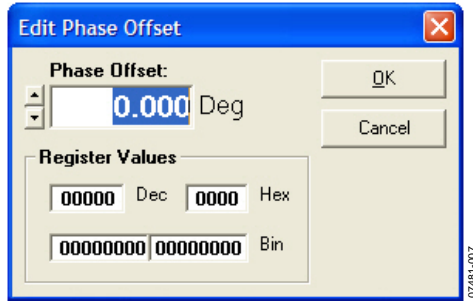 Edit Phase Offset
Phase Offset:
0.000 Deg
OK
Cancel
Register Values
00000 Dec 0000 Hex
00000000 00000000 Bin
07481-007